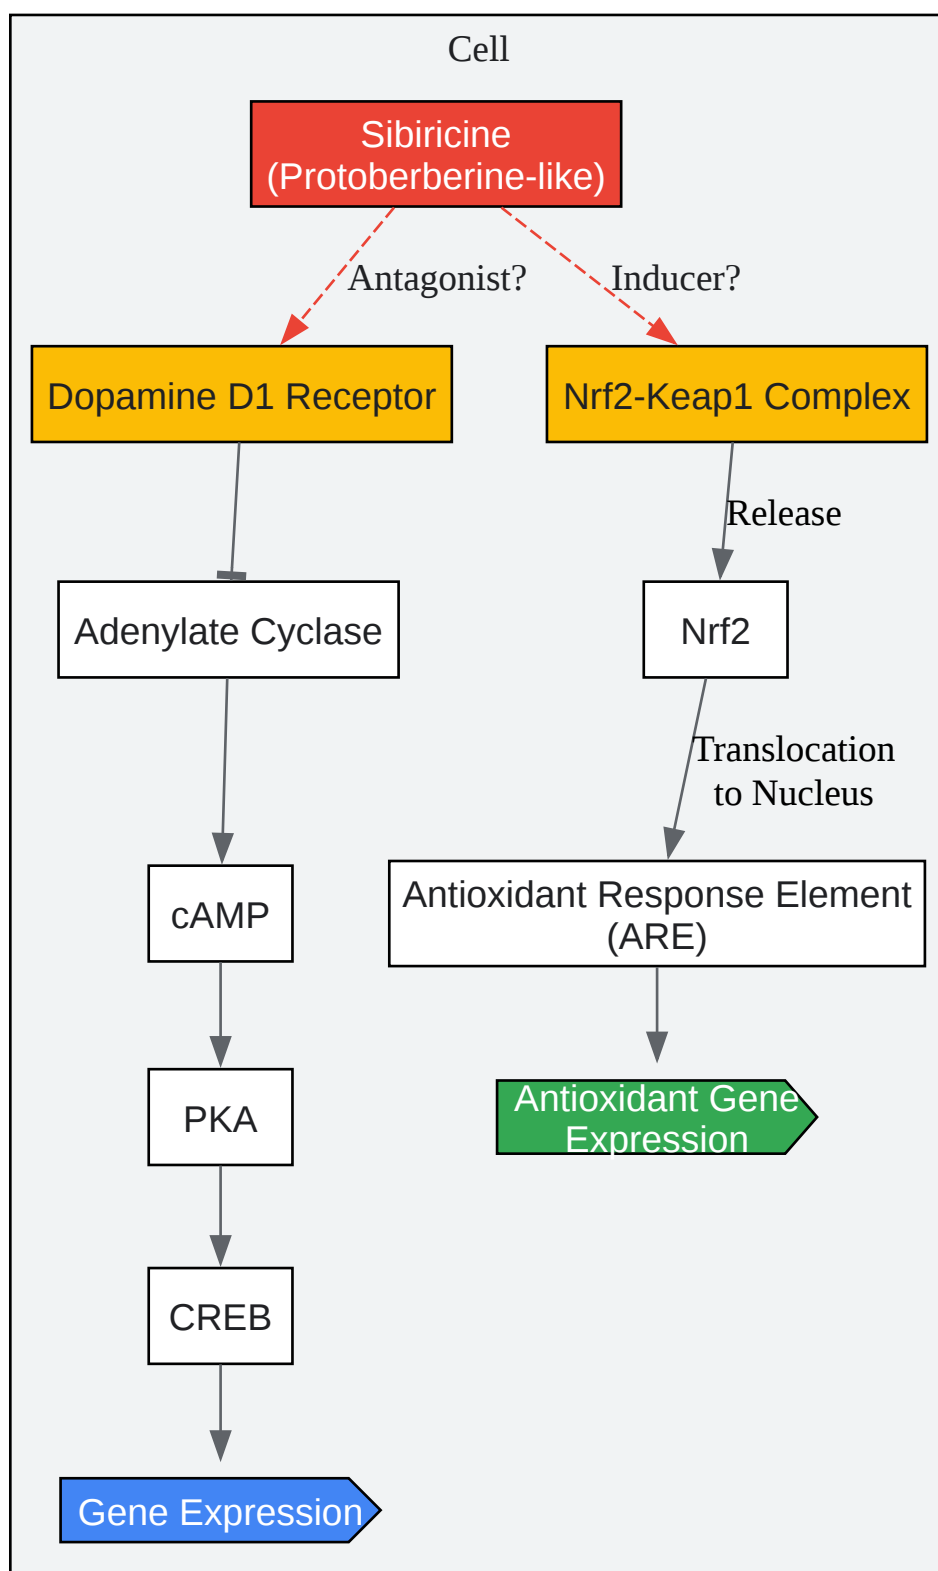 Cell
Sibiricine
(Protoberberine-like)
Antagonist?
Inducer?
Dopamine D1 Receptor
Nrf2-Keap1 Complex
Release
Adenylate Cyclase
Nrf2
Translocation
to Nucleus
cAMP
Antioxidant Response Element
(ARE)
PKA
Antioxidant Gene
Expression
CREB
Gene Expression